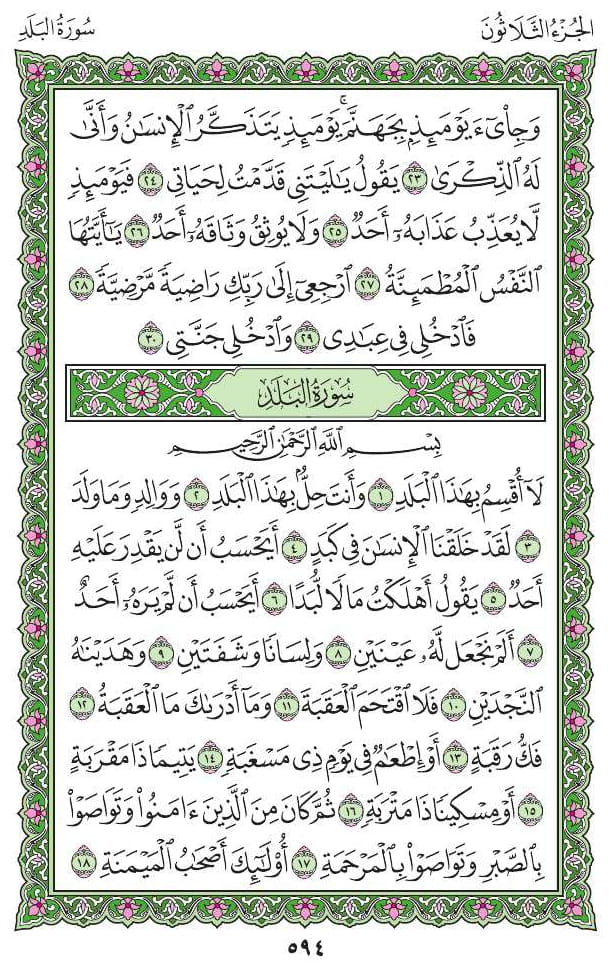 الجُزْءُ الثَّلَاثُونَ
سُورَةُ البَلَدِ
وَجِاْىٓءَ يَوْمَئِذِۭ بِجَهَنَّمَۚ يَوْمَئِذٖ يَتَذَكَّرُ ٱلۡإِنسَٰنُ وَأَنَّىٰ
لَهُ ٱلذِّكۡرَىٰ ٢٣ يَقُولُ يَٰلَيۡتَنِي قَدَّمۡتُ لِحَيَاتِي ٢٤ فَيَوۡمَئِذٖ
لَّا يُعَذِّبُ عَذَابَهُۥٓ أَحَدٞ ٢٥ وَلَا يُوثِقُ وَثَاقَهُۥٓ أَحَدٞ ٢٦ يَٰٓأَيَّتُهَا
ٱلنَّفۡسُ ٱلۡمُطۡمَئِنَّةُ ٢٧ ٱرۡجِعِيٓ إِلَىٰ رَبِّكِ رَاضِيَةٗ مَّرۡضِيَّةٗ ٢٨
فَٱدۡخُلِي فِي عِبَٰدِي ٢٩ وَٱدۡخُلِي جَنَّتِي ٣٠
سُورَةُ البَلَدِ
بِسۡمِ ٱللَّهِ ٱلرَّحۡمَٰنِ ٱلرَّحِيمِ
لَآ أُقۡسِمُ بِهَٰذَا ٱلۡبَلَدِ ١ وَأَنتَ حِلُّۢ بِهَٰذَا ٱلۡبَلَدِ ٢ وَوَالِدٖ وَمَا وَلَدَ
٣ لَقَدۡ خَلَقۡنَا ٱلۡإِنسَٰنَ فِي كَبَدٍ ٤ أَيَحۡسَبُ أَن لَّن يَقۡدِرَ عَلَيۡهِ
أَحَدٞ ٥ يَقُولُ أَهۡلَكۡتُ مَالٗا لُّبَدًا ٦ أَيَحۡسَبُ أَن لَّمۡ يَرَهُۥٓ أَحَدٌ
٧ أَلَمۡ نَجۡعَل لَّهُۥ عَيۡنَيۡنِ ٨ وَلِسَانٗا وَشَفَتَيۡنِ ٩ وَهَدَيۡنَٰهُ
ٱلنَّجۡدَيۡنِ ١٠ فَلَا ٱقۡتَحَمَ ٱلۡعَقَبَةَ ١١ وَمَآ أَدۡرَىٰكَ مَا ٱلۡعَقَبَةُ ١٢
فَكُّ رَقَبَةٍ ١٣ أَوۡ إِطۡعَٰمٞ فِي يَوۡمٖ ذِي مَسۡغَبَةٖ ١٤ يَتِيمٗا ذَا مَقۡرَبَةٍ
١٥ أَوۡ مِسۡكِينٗا ذَا مَتۡرَبَةٖ ١٦ ثُمَّ كَانَ مِنَ ٱلَّذِينَ ءَامَنُواْ وَتَوَاصَوۡاْ
بِٱلصَّبۡرِ وَتَوَاصَوۡاْ بِٱلۡمَرۡحَمَةِ ١٧ أُوْلَٰٓئِكَ أَصۡحَٰبُ ٱلۡمَيۡمَنَةِ ١٨
٥٩٤